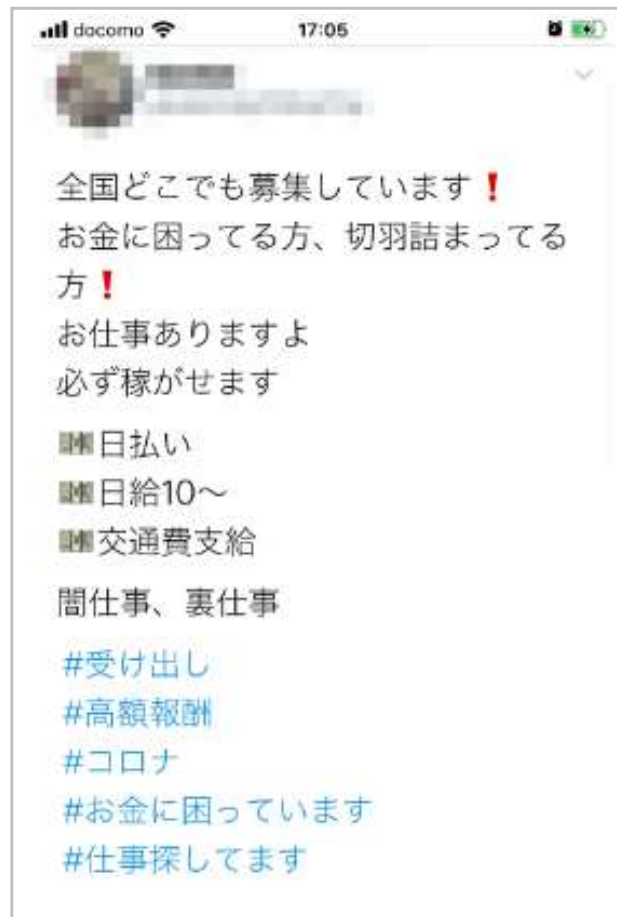 docomo 17:05
全国どこでも募集しています❗
お金に困ってる方、切羽詰まってる
方❗
お仕事ありますよ
必ず稼がせます
💴日払い
💴日給10〜
💴交通費支給
闇仕事、裏仕事
#受け出し
#高額報酬
#コロナ
#お金に困っています
#仕事探してます